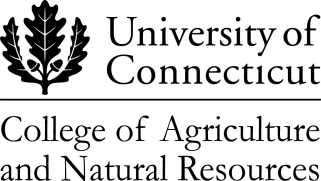 University of
Connecticut
College of Agriculture
and Natural Resources